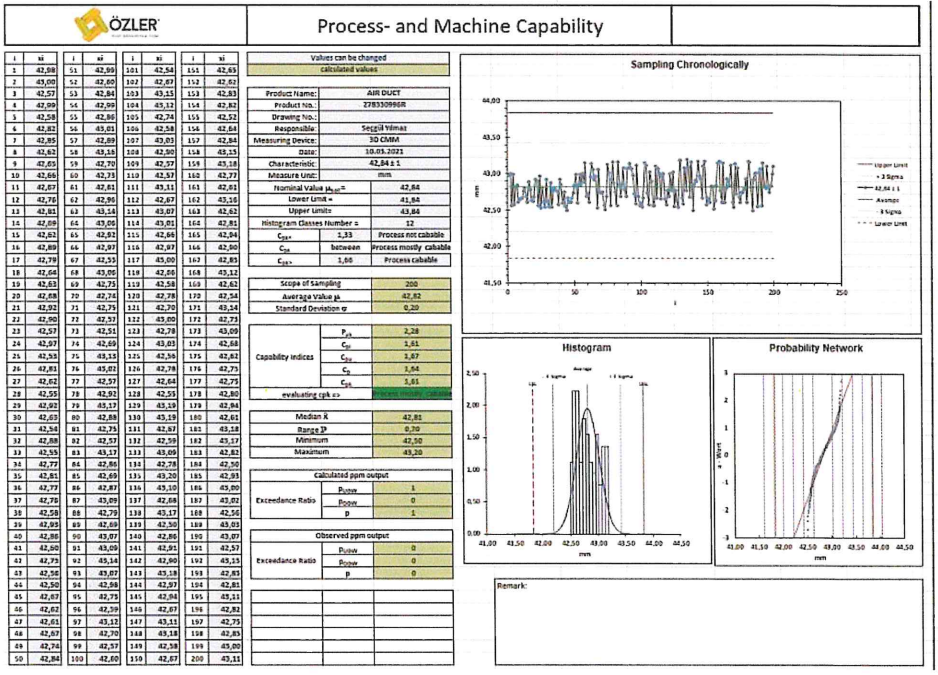 ÖZLER
Process- and Machine Capability
i xi i xi i xi i xi
1 42,98 51 42,99 101 42,54 151 42,65
2 43,00 52 42,60 102 42,67 152 42,62
3 42,57 53 42,84 103 43,15 153 42,83
4 42,99 54 42,99 104 43,12 154 42,82
5 42,58 55 42,86 105 42,74 155 42,52
6 42,82 56 43,01 106 42,58 156 42,64
7 42,85 57 42,89 107 43,03 157 42,84
8 42,62 58 43,18 108 42,90 158 43,15
9 42,65 59 42,70 109 42,57 159 43,18
10 42,66 60 42,73 110 42,57 160 42,77
11 42,67 61 42,61 111 43,11 161 42,61
12 42,76 62 42,96 112 42,67 162 43,16
13 42,81 63 43,14 113 43,07 163 42,62
14 42,69 64 43,06 114 43,01 164 42,81
15 42,62 65 42,92 115 42,66 165 42,94
16 42,89 66 42,97 116 42,97 166 42,90
17 42,79 67 42,53 117 43,00 167 42,85
18 42,64 68 43,06 118 42,66 168 43,12
19 42,63 69 42,75 119 42,58 169 42,62
20 42,68 70 42,74 120 42,78 170 42,54
21 42,92 71 42,75 121 42,70 171 43,14
22 42,90 72 42,57 122 43,00 172 42,73
23 42,57 73 42,51 123 42,78 173 43,09
24 42,97 74 42,69 124 43,03 174 42,68
25 42,53 75 43,13 125 42,56 175 42,62
26 42,81 76 43,02 126 42,78 176 42,75
27 42,62 77 42,57 127 42,64 177 42,75
28 42,55 78 42,92 128 42,55 178 42,80
29 42,92 79 43,17 129 43,19 179 42,94
30 42,63 80 42,88 130 43,19 180 42,61
31 42,54 81 42,75 131 42,67 181 43,18
32 42,88 82 42,57 132 42,59 182 43,17
33 42,55 83 43,17 133 43,09 183 42,82
34 42,77 84 42,86 134 42,78 184 42,50
35 42,81 85 42,69 135 43,20 185 42,93
36 42,77 86 42,87 136 43,10 186 43,00
37 42,76 87 43,09 137 42,68 187 43,02
38 42,58 88 42,79 138 43,17 188 42,56
39 42,93 89 42,69 139 42,50 189 43,03
40 42,86 90 43,07 140 42,86 190 43,07
41 42,60 91 43,09 141 42,91 191 42,57
42 42,73 92 43,14 142 42,90 192 43,15
43 42,56 93 43,07 143 43,18 193 42,83
44 42,50 94 42,98 144 42,97 194 42,81
45 42,67 95 42,75 145 42,94 195 43,11
46 42,62 96 42,59 146 42,67 196 42,82
47 42,61 97 43,12 147 43,11 197 42,75
48 42,67 98 42,70 148 43,18 198 42,85
49 42,74 99 42,57 149 42,58 199 43,00
50 42,84 100 42,60 150 42,67 200 43,11
Values can be changed
calculated values
Product Name: AIR DUCT
Product No.: 278330996R
Drawing No.:
Responsible: Seçgül Yılmaz
Measuring Device: 3D CMM
Date: 10.03.2021
Characteristic: 42,84 ± 1
Measure Unit: mm
Nominal Value = 42,84
Lower Limit = 41,84
Upper Limit= 43,84
Histogram Classes Number = 12
Cpk< 1,33 Process not cabable
Cpk between Process mostly cabable
Cpk> 1,66 Process cabable
Scope of Sampling 200
Average Value µ 42,82
Standard Deviation σ 0,20
Capability Indices
Ppk 2,28
Cpl 1,61
Cpu 1,67
Cp 1,64
Cpk 1,61
evaluating cpk => Process mostly cabable
Median X̃ 42,81
Range R 0,70
Minimum 42,50
Maximum 43,20
Calculated ppm output
Exceedance Ratio
PUOW 1
POOW 0
p 1
Observed ppm output
Exceedance Ratio
PUOW 0
POOW 0
p 0
Sampling Chronologically
44,00
43,50
43,00
42,50
42,00
41,50
mm
0 50 100 150 200 250
i
Upper Limit
+ 3 Sigma
42,84 ± 1
Average
- 3 Sigma
Lower Limit
Histogram
Average
- 3 Sigma + 3 Sigma
LSL USL
2,50
2,00
1,50
1,00
0,50
0,00
41,00 41,50 42,00 42,50 43,00 43,50 44,00 44,50
mm
Probability Network
3
2
1
0
-1
-2
-3
u - Wert
41,00 41,50 42,00 42,50 43,00 43,50 44,00 44,50
mm
Remark: